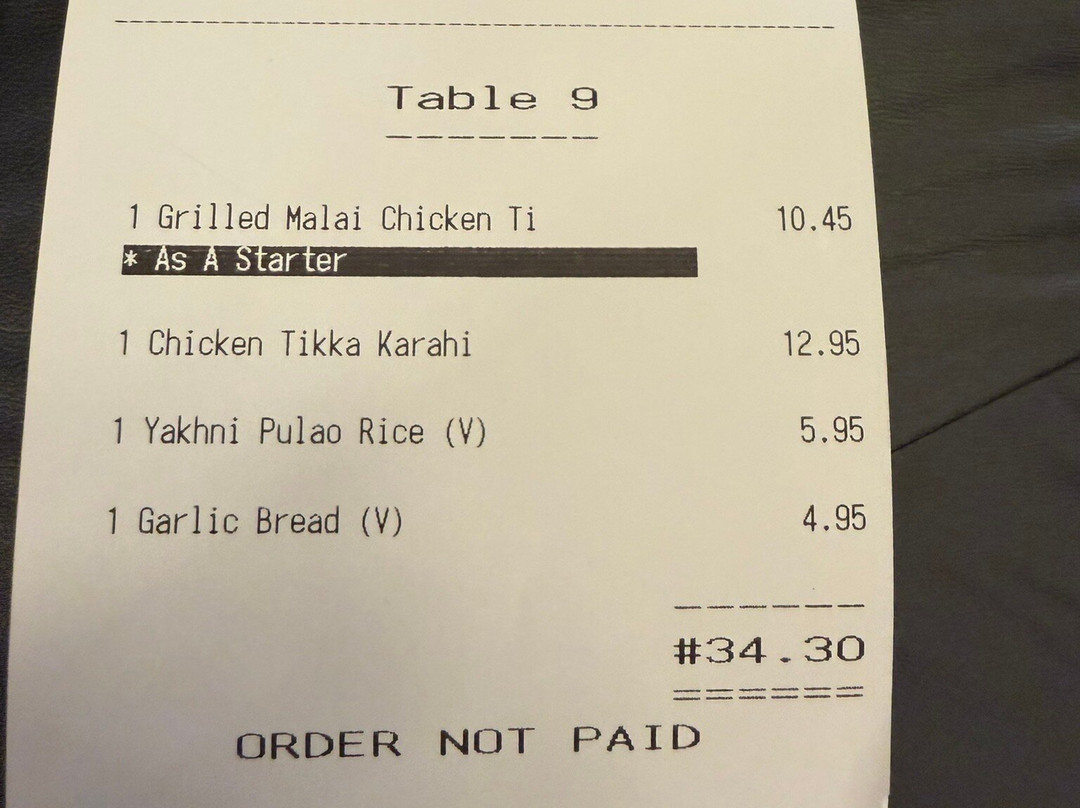 Table 9
1 Grilled Malai Chicken Ti 10.45
* As A Starter
1 Chicken Tikka Karahi 12.95
1 Yakhni Pulao Rice (V) 5.95
1 Garlic Bread (V) 4.95
#34.30
ORDER NOT PAID